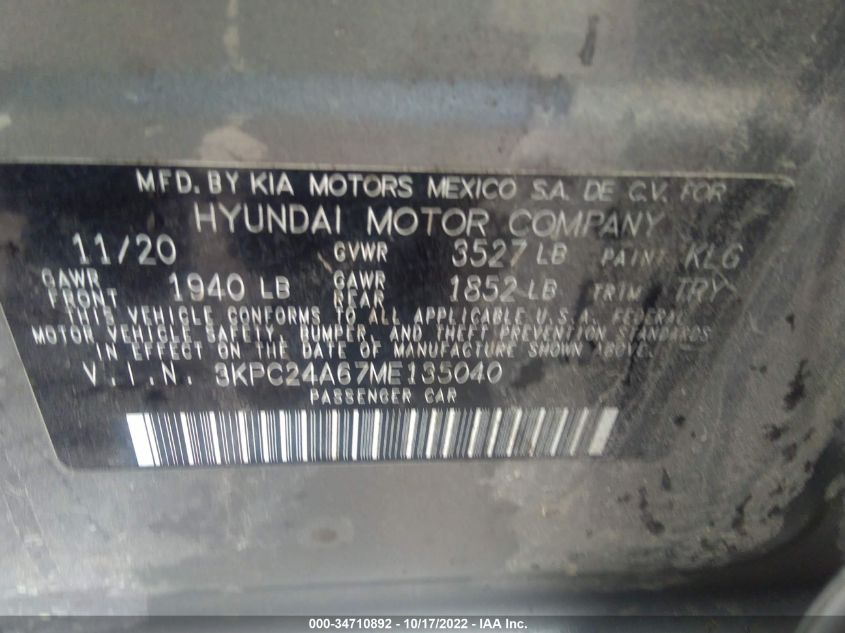 MFD. BY KIA MOTORS MEXICO S.A. DE C.V. FOR
HYUNDAI MOTOR COMPANY
11/20 GVWR 3527 LB PAINT KLG
GAWR FRONT 1940 LB GAWR REAR 1852 LB TRIM TRY
THIS VEHICLE CONFORMS TO ALL APPLICABLE U.S.A. FEDERAL
MOTOR VEHICLE SAFETY, BUMPER, AND THEFT PREVENTION STANDARDS
IN EFFECT ON THE DATE OF MANUFACTURE SHOWN ABOVE.
V.I.N. 3KPC24A67ME135040
PASSENGER CAR
000-34710892 - 10/17/2022 - IAA Inc.